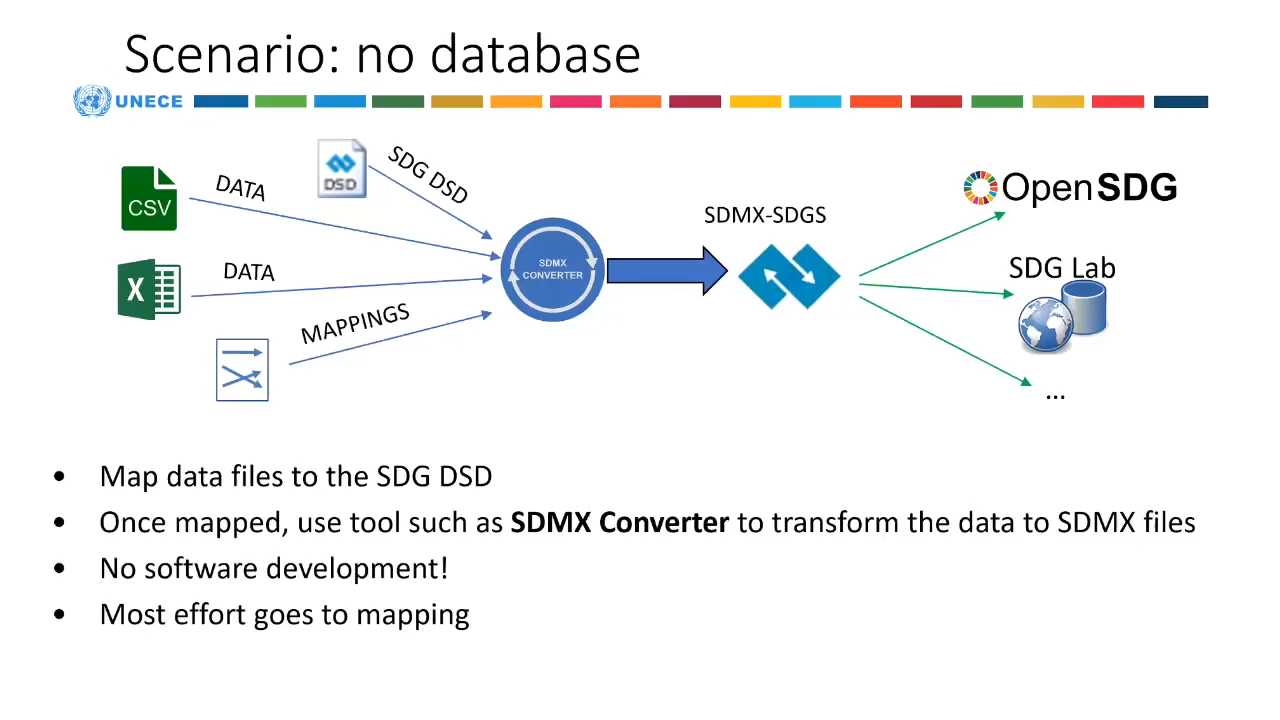 Scenario: no database
UNECE
CSV
DATA
DSD
SDG DSD
X
DATA
MAPPINGS
SDMX
CONVERTER
SDMX-SDGS
OpenSDG
SDG Lab
...
• Map data files to the SDG DSD
• Once mapped, use tool such as SDMX Converter to transform the data to SDMX files
• No software development!
• Most effort goes to mapping